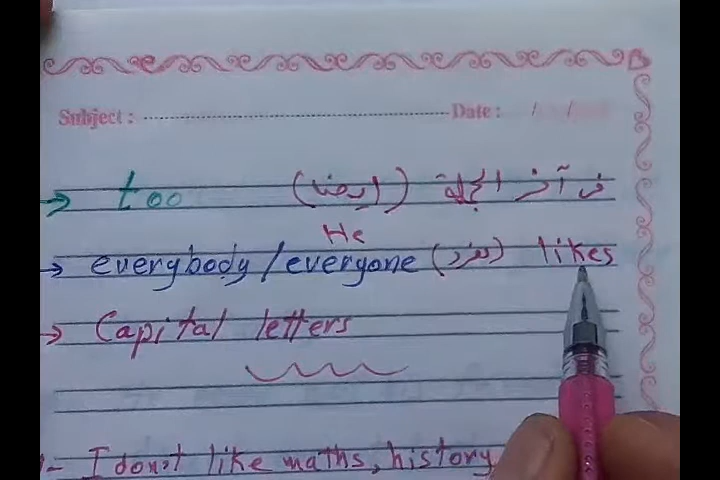 Subject : Date : / /
→ too (ايضا) في آخر الجملة
He
→ everybody / everyone (مفرد) likes
→ Capital letters
- I don't like maths, history